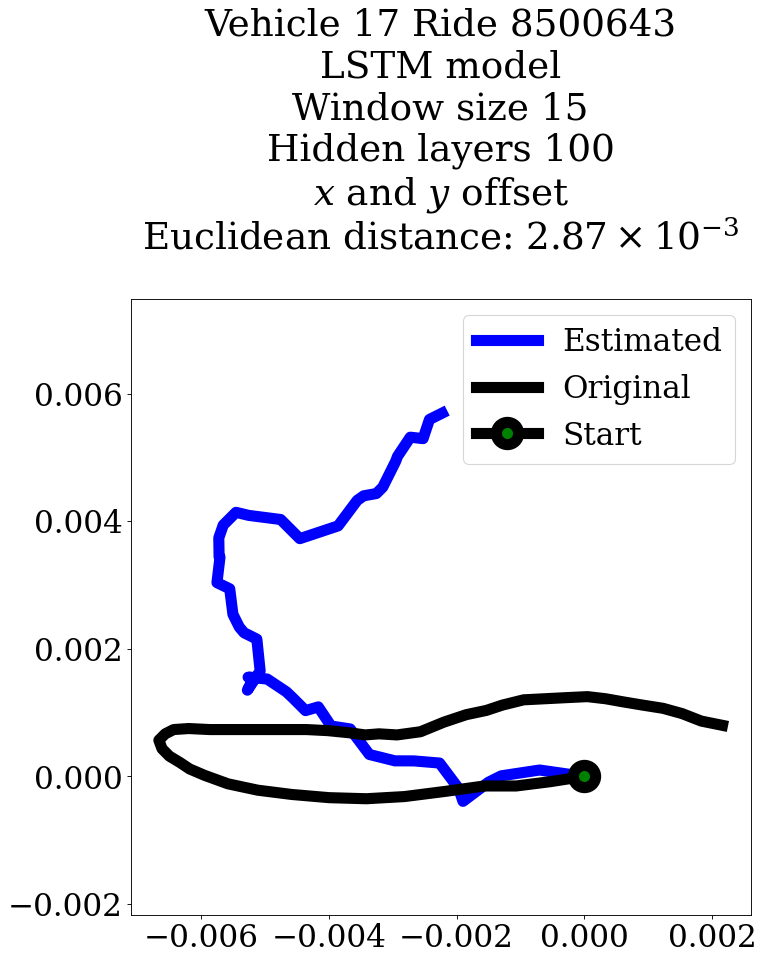 Vehicle 17 Ride 8500643
LSTM model
Window size 15
Hidden layers 100
x and y offset
Euclidean distance: 2.87 × 10⁻³
Estimated
Original
Start
0.006
0.004
0.002
0.000
−0.002
−0.006 −0.004 −0.002 0.000 0.002